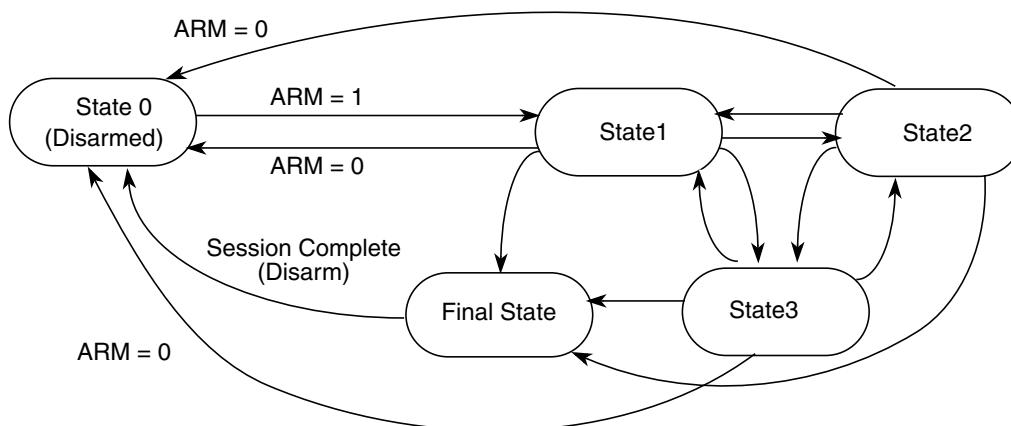 ARM = 0
State 0
(Disarmed)
ARM = 1
State1
State2
ARM = 0
Session Complete
(Disarm)
Final State
State3
ARM = 0